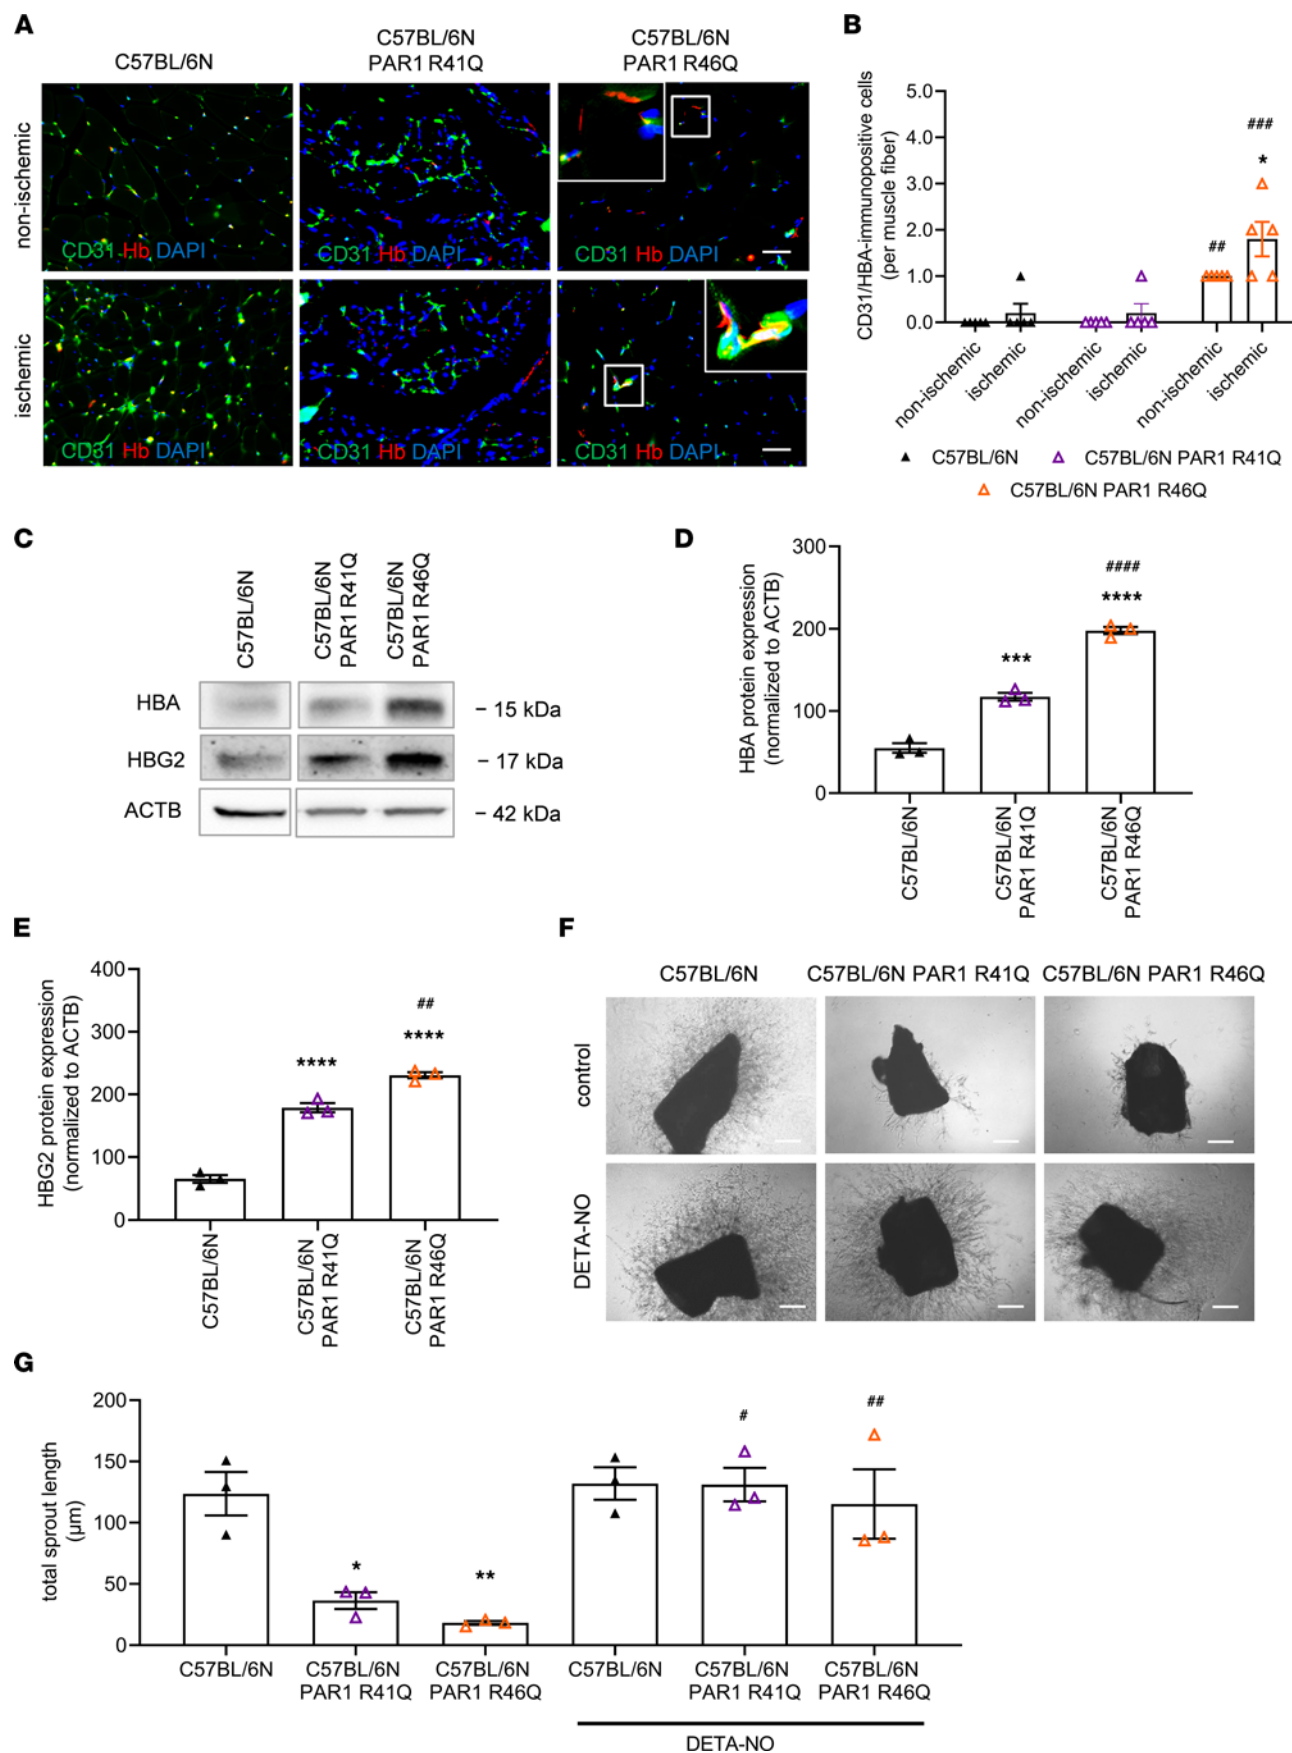 A
C57BL/6N
C57BL/6N
PAR1 R41Q
C57BL/6N
PAR1 R46Q
non-ischemic
CD31 Hb DAPI
CD31 Hb DAPI
CD31 Hb DAPI
ischemic
CD31 Hb DAPI
CD31 Hb DAPI
CD31 Hb DAPI
B
CD31/HBA-immunopositive cells
(per muscle fiber)
5.0
4.0
3.0
2.0
1.0
0.0
##
###
*
non-ischemic
ischemic
non-ischemic
ischemic
non-ischemic
ischemic
C57BL/6N
C57BL/6N PAR1 R41Q
C57BL/6N PAR1 R46Q
C
C57BL/6N
C57BL/6N
PAR1 R41Q
C57BL/6N
PAR1 R46Q
HBA
– 15 kDa
HBG2
– 17 kDa
ACTB
– 42 kDa
D
HBA protein expression
(normalized to ACTB)
300
200
100
0
***
####
****
C57BL/6N
C57BL/6N
PAR1 R41Q
C57BL/6N
PAR1 R46Q
E
HBG2 protein expression
(normalized to ACTB)
400
300
200
100
0
****
##
****
C57BL/6N
C57BL/6N
PAR1 R41Q
C57BL/6N
PAR1 R46Q
F
C57BL/6N
C57BL/6N PAR1 R41Q
C57BL/6N PAR1 R46Q
control
DETA-NO
G
total sprout length
(µm)
200
150
100
50
0
*
**
#
##
C57BL/6N
C57BL/6N
PAR1 R41Q
C57BL/6N
PAR1 R46Q
C57BL/6N
C57BL/6N
PAR1 R41Q
C57BL/6N
PAR1 R46Q
DETA-NO